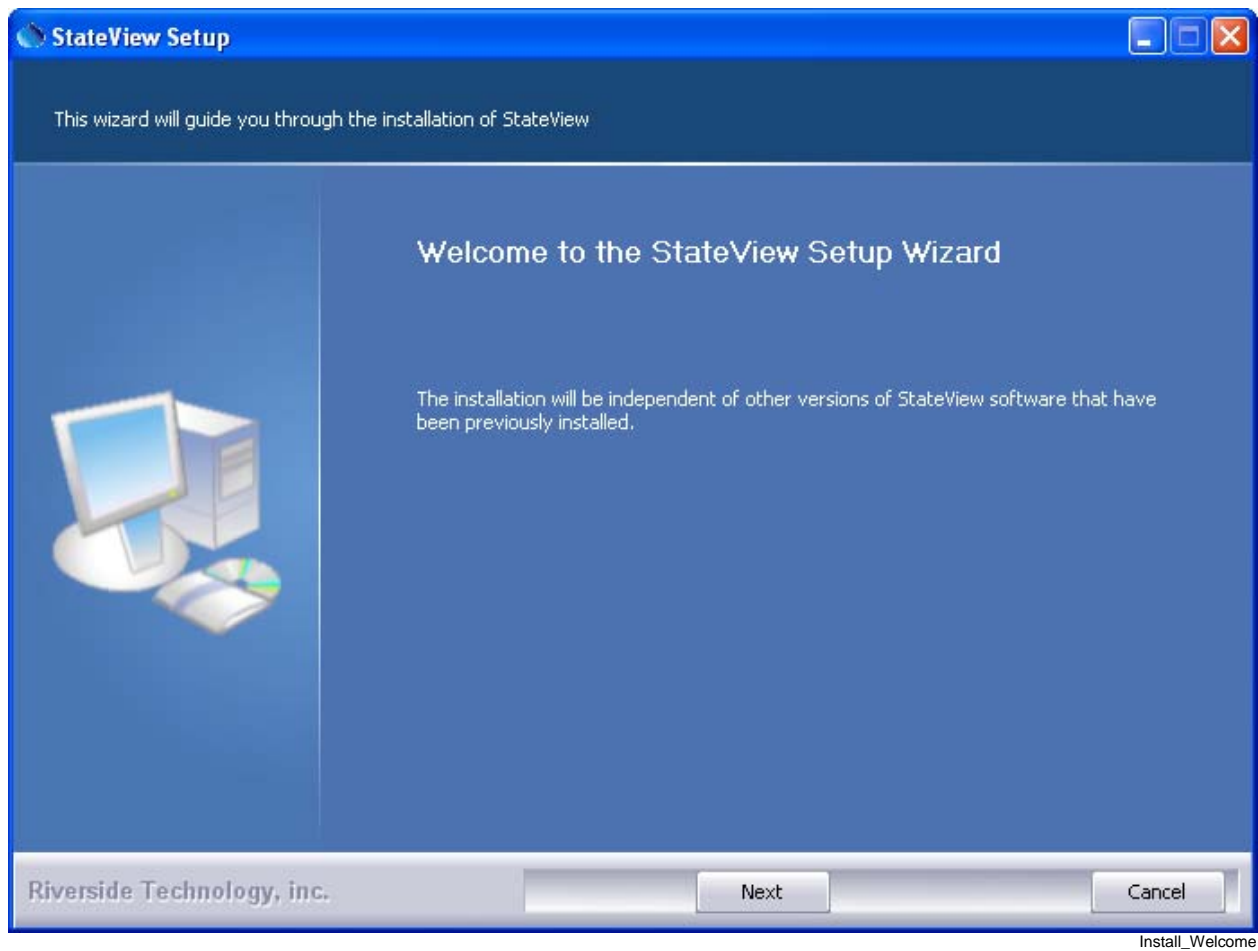 StateView Setup
This wizard will guide you through the installation of StateView
Welcome to the StateView Setup Wizard
The installation will be independent of other versions of StateView software that have
been previously installed.
Riverside Technology, inc.
Next
Cancel
Install_Welcome